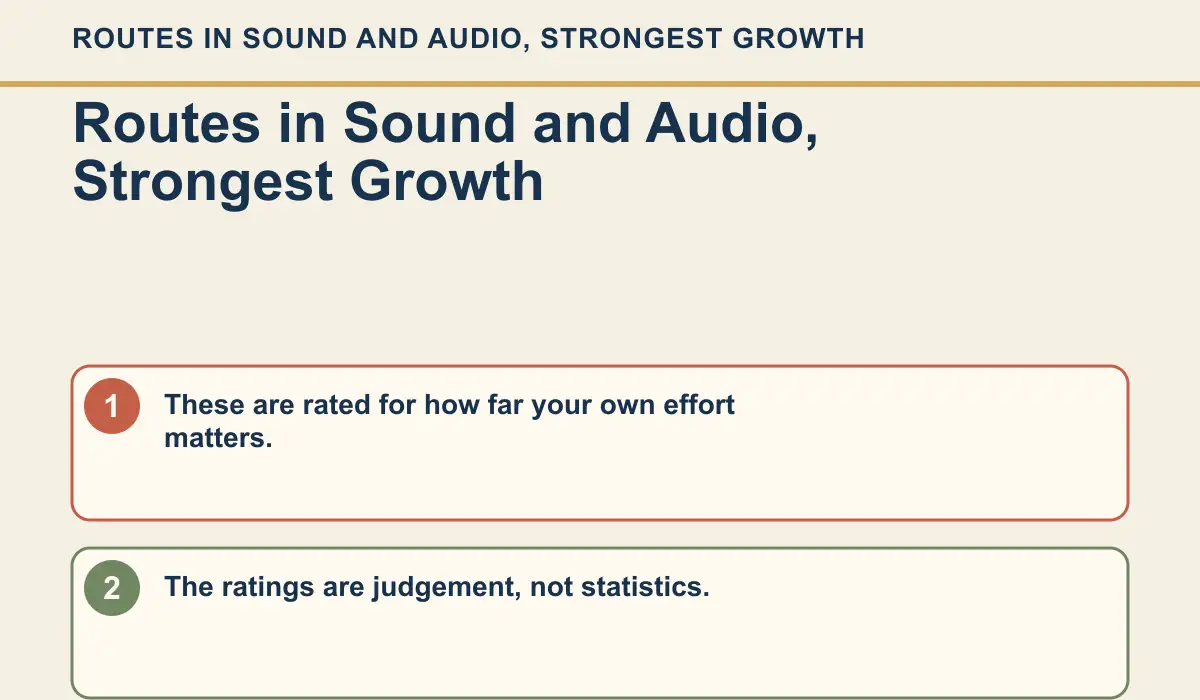 ROUTES IN SOUND AND AUDIO, STRONGEST GROWTH
Routes in Sound and Audio,
Strongest Growth
1
These are rated for how far your own effort
matters.
2
The ratings are judgement, not statistics.